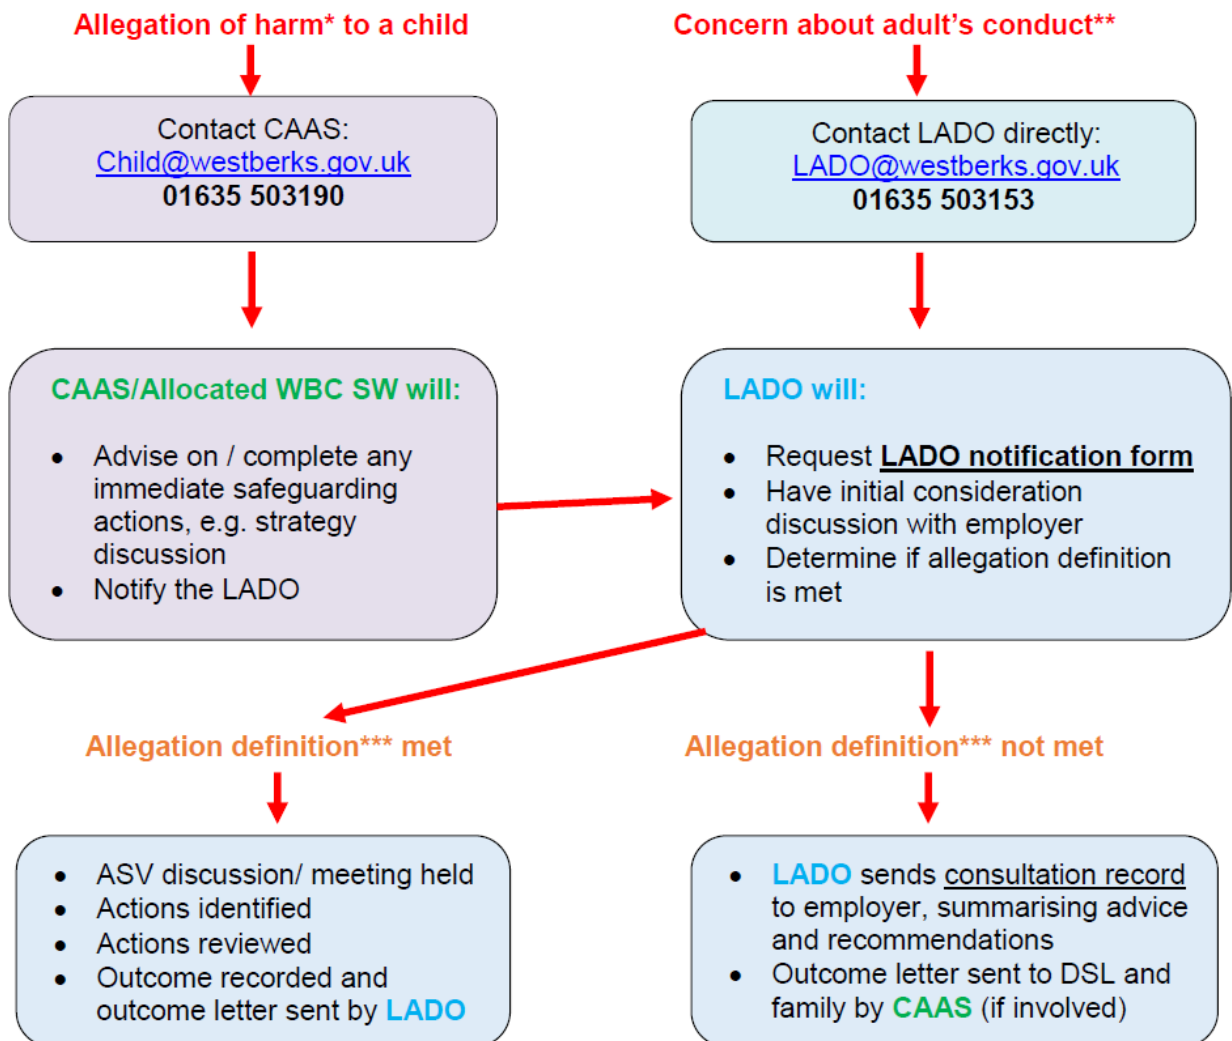 Allegation of harm* to a child
Concern about adult's conduct**
Contact CAAS:
Child@westberks.gov.uk
01635 503190
Contact LADO directly:
LADO@westberks.gov.uk
01635 503153
CAAS/Allocated WBC SW will:
• Advise on / complete any
immediate safeguarding
actions, e.g. strategy
discussion
• Notify the LADO
LADO will:
• Request LADO notification form
• Have initial consideration
discussion with employer
• Determine if allegation definition
is met
Allegation definition*** met
Allegation definition*** not met
• ASV discussion/ meeting held
• Actions identified
• Actions reviewed
• Outcome recorded and
outcome letter sent by LADO
• LADO sends consultation record
to employer, summarising advice
and recommendations
• Outcome letter sent to DSL and
family by CAAS (if involved)